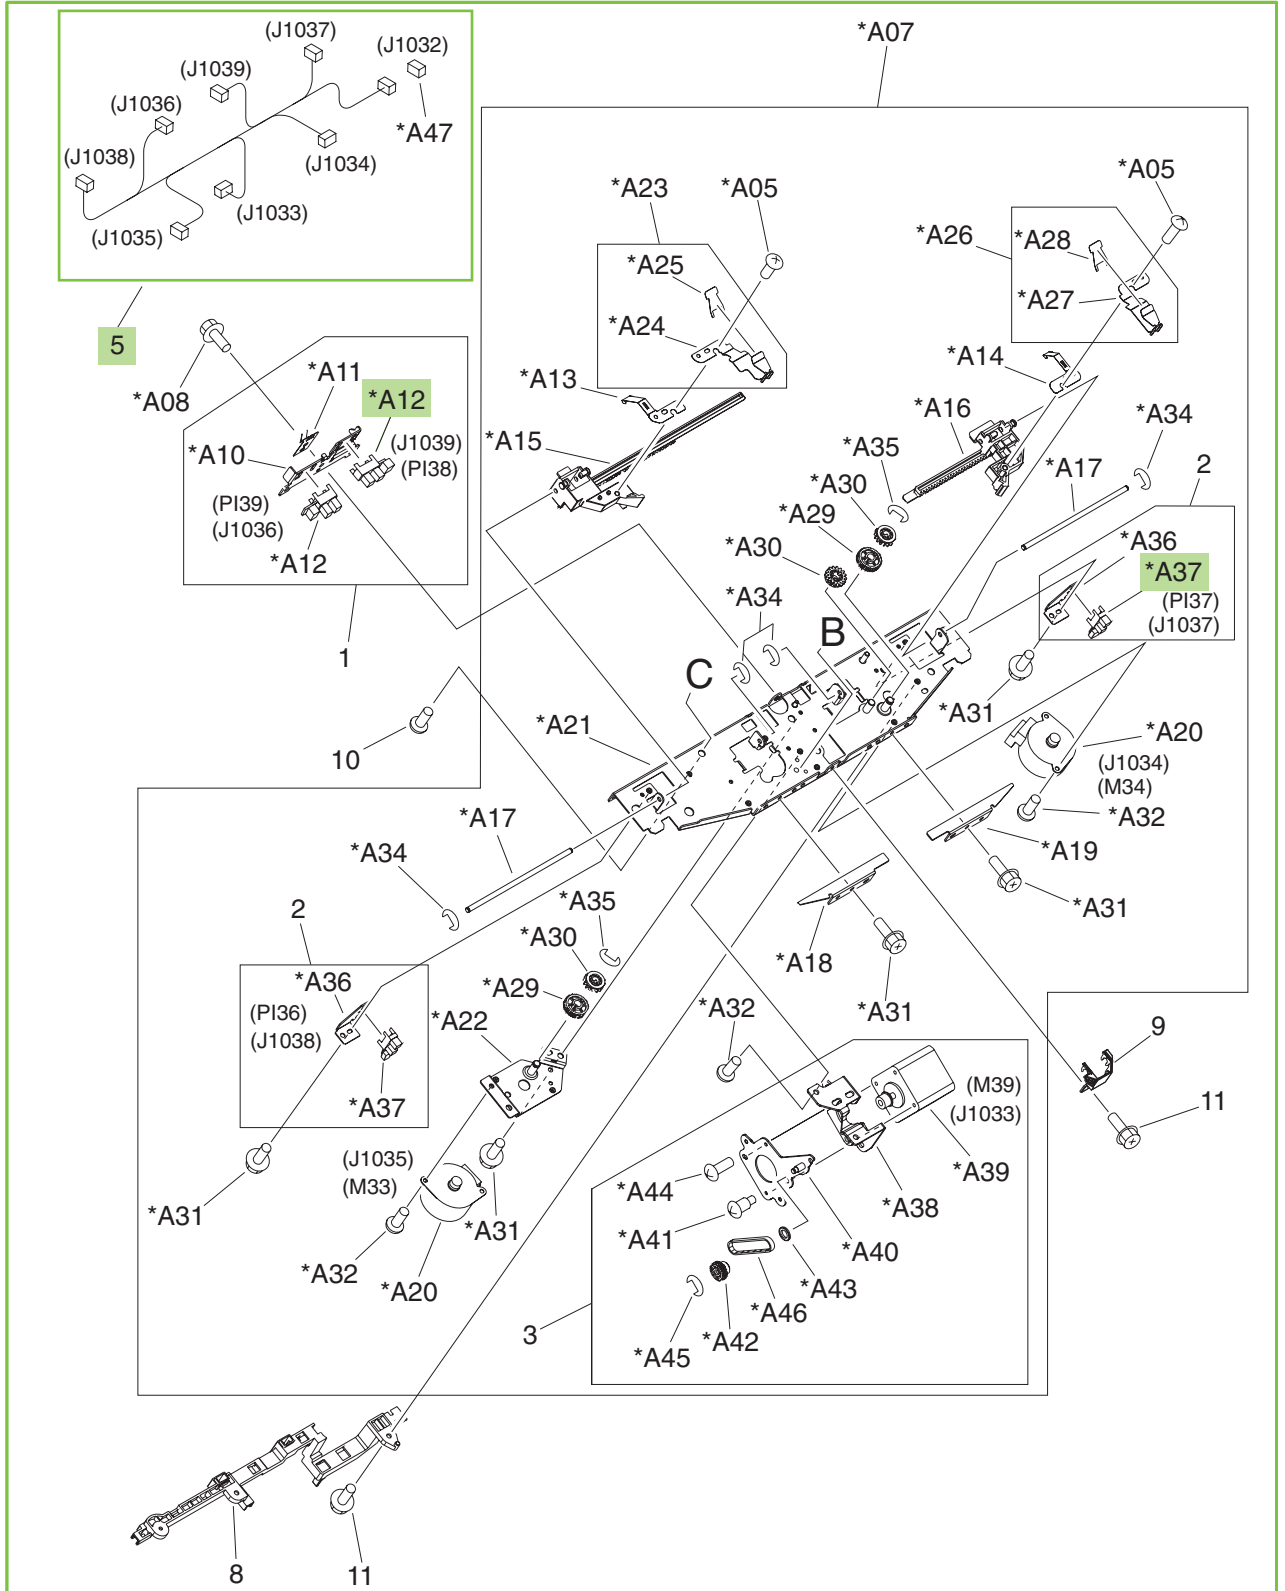 *A07
(J1037)
(J1032)
(J1039)
(J1036)
*A47
(J1038)
(J1034)
(J1033)
(J1035)
5
*A23
*A05
*A05
*A26
*A28
*A25
*A27
*A24
*A08
*A11
*A12
*A13
*A14
*A10
(J1039)
(PI38)
*A15
*A16
*A34
*A35
*A17
2
(PI39)
(J1036)
*A30
*A29
*A12
*A30
*A36
*A37
(PI37)
(J1037)
*A34
B
1
C
*A31
10
*A21
*A20
(J1034)
(M34)
*A32
*A17
*A19
*A34
*A31
2
*A35
*A30
*A18
*A36
*A29
(PI36)
(J1038)
*A22
*A32
*A31
9
*A37
(M39)
(J1033)
11
(J1035)
(M33)
*A44
*A39
*A31
*A31
*A38
*A41
*A40
*A32
*A43
*A20
*A46
3
*A42
*A45
8
11